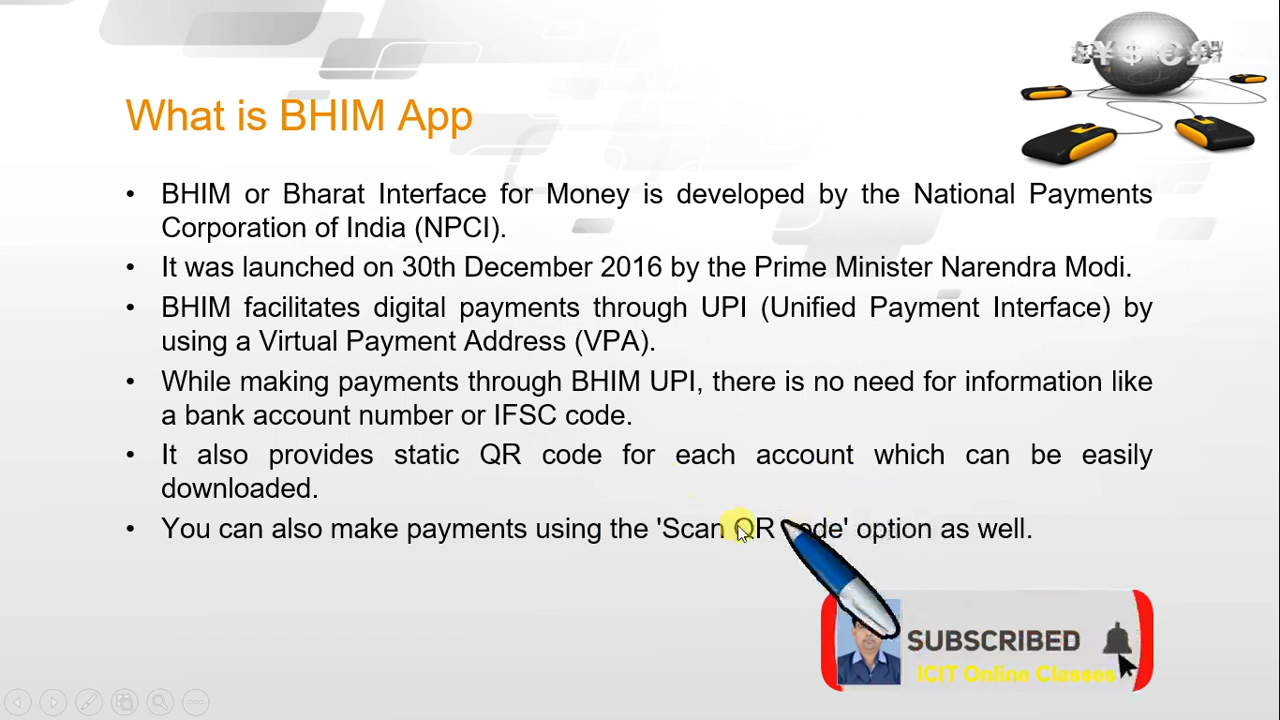 What is BHIM App
• BHIM or Bharat Interface for Money is developed by the National Payments
Corporation of India (NPCI).
• It was launched on 30th December 2016 by the Prime Minister Narendra Modi.
• BHIM facilitates digital payments through UPI (Unified Payment Interface) by
using a Virtual Payment Address (VPA).
• While making payments through BHIM UPI, there is no need for information like
a bank account number or IFSC code.
• It also provides static QR code for each account which can be easily
downloaded.
• You can also make payments using the 'Scan QR code' option as well.
SUBSCRIBED
ICIT Online Classes